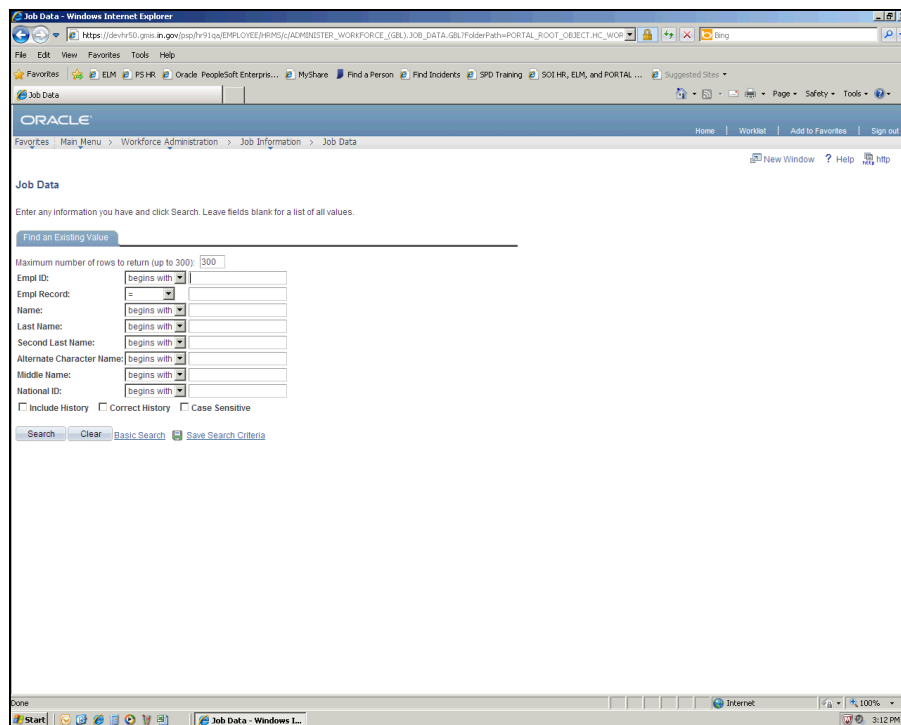 Job Data - Windows Internet Explorer
https://devhr50.gmis.in.gov/psp/hr91qa/EMPLOYEE/HRMS/c/ADMINISTER_WORKFORCE_(GBL).JOB_DATA.GBL?FolderPath=PORTAL_ROOT_OBJECT.HC_WOR
Bing
File Edit View Favorites Tools Help
Favorites ELM PS HR Oracle PeopleSoft Enterpris... MyShare Find a Person Find Incidents SPD Training SOI HR, ELM, and PORTAL ... Suggested Sites
Job Data
Page Safety Tools
ORACLE
Home | Worklist | Add to Favorites | Sign out
Favorites | Main Menu > Workforce Administration > Job Information > Job Data
New Window ? Help http
Job Data
Enter any information you have and click Search. Leave fields blank for a list of all values.
Find an Existing Value
Maximum number of rows to return (up to 300): 300
Empl ID: begins with
Empl Record: =
Name: begins with
Last Name: begins with
Second Last Name: begins with
Alternate Character Name: begins with
Middle Name: begins with
National ID: begins with
Include History Correct History Case Sensitive
Search Clear Basic Search Save Search Criteria
Done Internet 100%
Start Job Data - Windows I... 3:12 PM